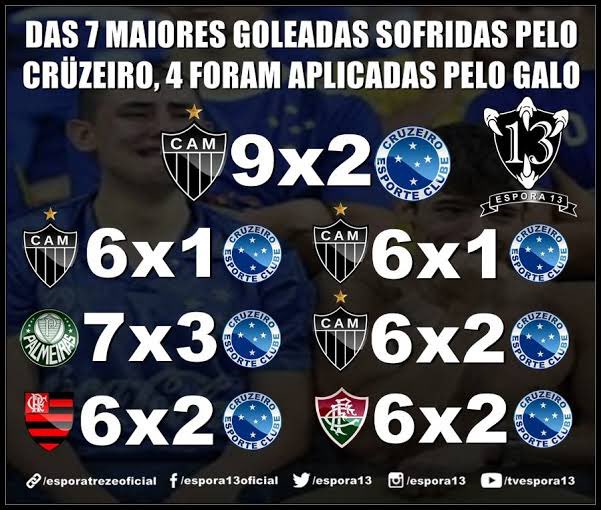 DAS 7 MAIORES GOLEADAS SOFRIDAS PELO
CRÜZEIRO, 4 FORAM APLICADAS PELO GALO
CAM 9x2 CRUZEIRO ESPORTE CLUBE
13
ESPORA 13
CAM 6x1 CRUZEIRO ESPORTE CLUBE
CAM 6x1 CRUZEIRO ESPORTE CLUBE
PALMEIRAS 7x3 CRUZEIRO ESPORTE CLUBE
CAM 6x2 CRUZEIRO ESPORTE CLUBE
CRF 6x2 CRUZEIRO ESPORTE CLUBE
FFC 6x2 CRUZEIRO ESPORTE CLUBE
/esporatrezeoficial f/espora13oficial /espora13 /espora13 /tvespora13